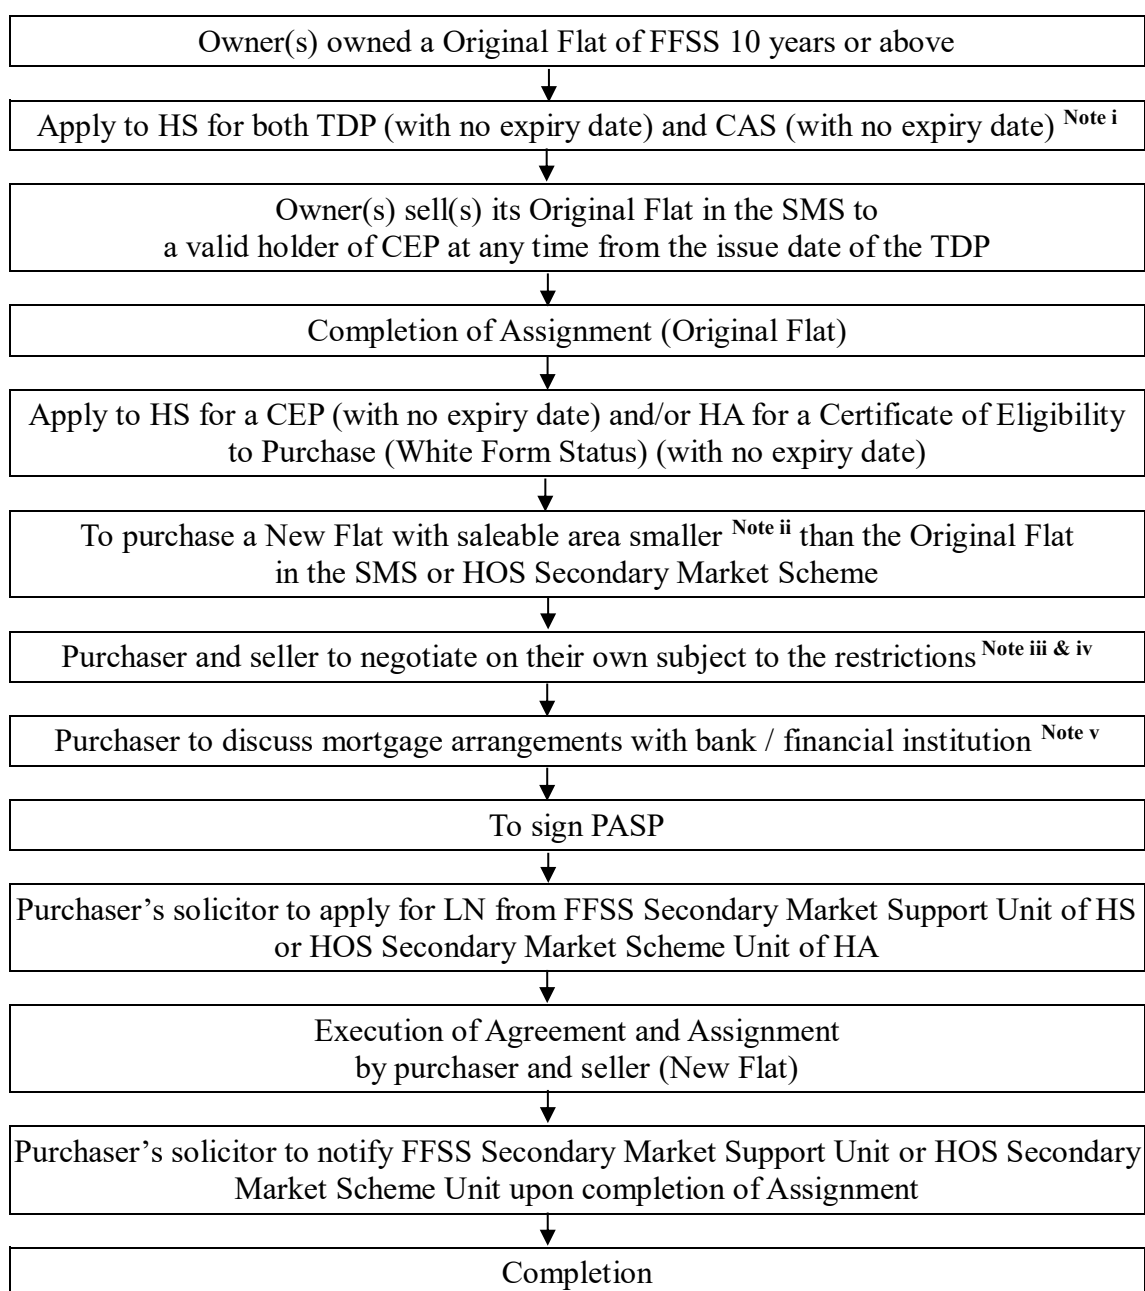 Owner(s) owned a Original Flat of FFSS 10 years or above
Apply to HS for both TDP (with no expiry date) and CAS (with no expiry date) Note i
Owner(s) sell(s) its Original Flat in the SMS to
a valid holder of CEP at any time from the issue date of the TDP
Completion of Assignment (Original Flat)
Apply to HS for a CEP (with no expiry date) and/or HA for a Certificate of Eligibility
to Purchase (White Form Status) (with no expiry date)
To purchase a New Flat with saleable area smaller Note ii than the Original Flat
in the SMS or HOS Secondary Market Scheme
Purchaser and seller to negotiate on their own subject to the restrictions Note iii & iv
Purchaser to discuss mortgage arrangements with bank / financial institution Note v
To sign PASP
Purchaser’s solicitor to apply for LN from FFSS Secondary Market Support Unit of HS
or HOS Secondary Market Scheme Unit of HA
Execution of Agreement and Assignment
by purchaser and seller (New Flat)
Purchaser’s solicitor to notify FFSS Secondary Market Support Unit or HOS Secondary
Market Scheme Unit upon completion of Assignment
Completion